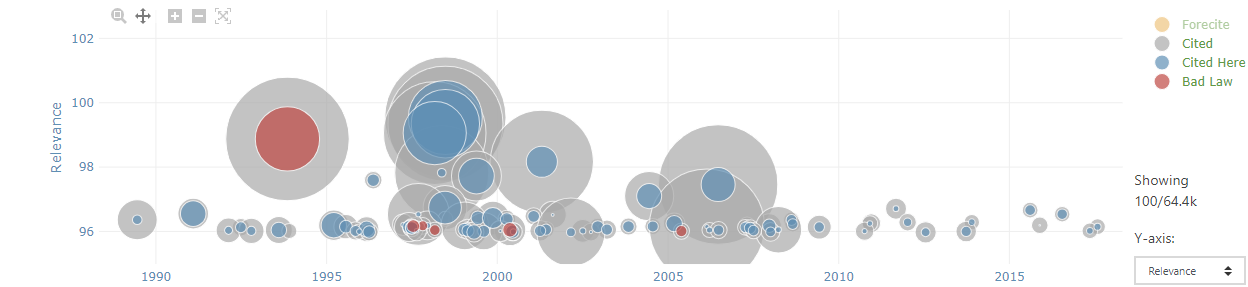 Forecite
Cited
Cited Here
Bad Law
Relevance
102
100
98
96
1990
1995
2000
2005
2010
2015
Showing
100/64.4k
Y-axis:
Relevance